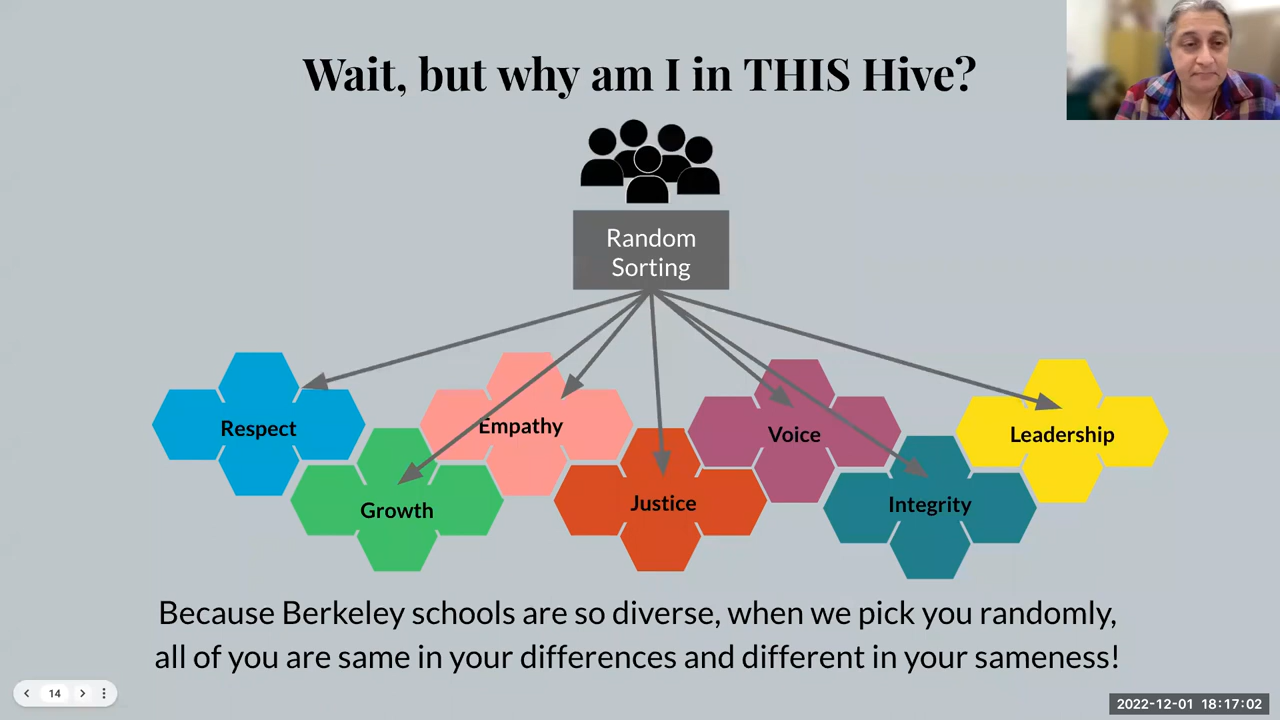 Wait, but why am I in THIS Hive?
Random
Sorting
Respect
Empathy
Voice
Leadership
Growth
Justice
Integrity
Because Berkeley schools are so diverse, when we pick you randomly,
all of you are same in your differences and different in your sameness!
14
2022-12-01 18:17:02